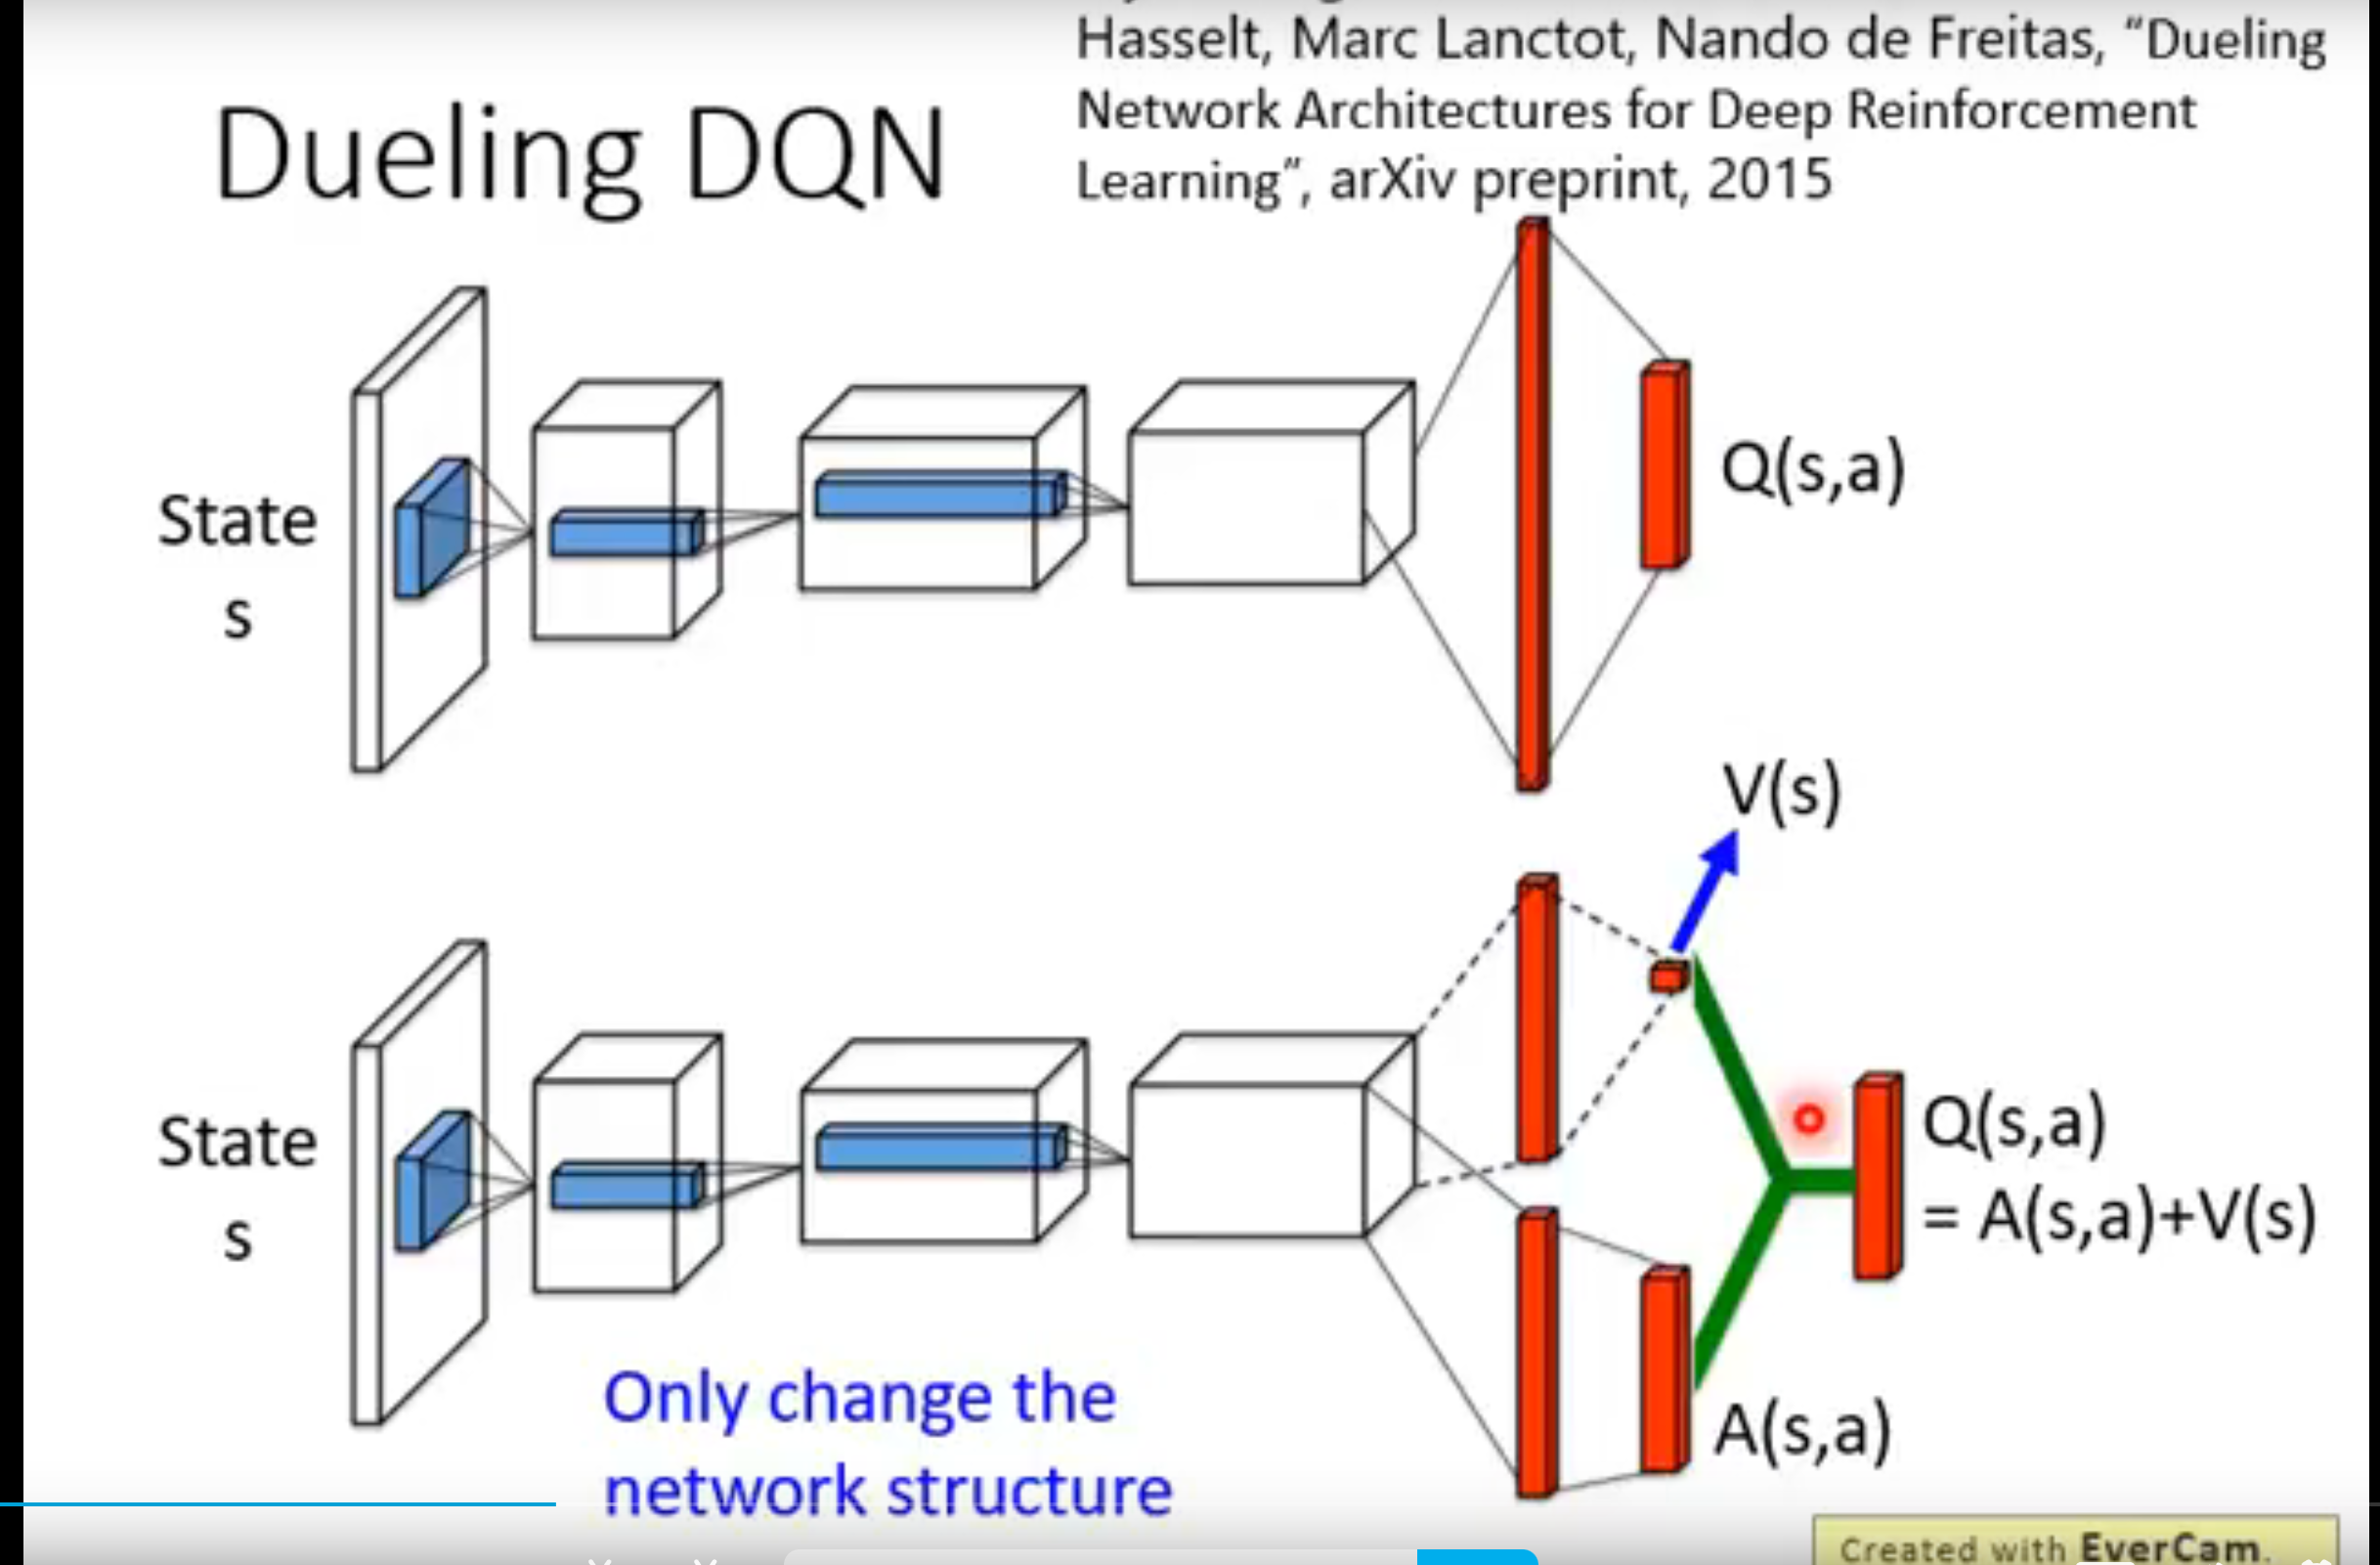 Hasselt, Marc Lanctot, Nando de Freitas, “Dueling
Network Architectures for Deep Reinforcement
Learning”, arXiv preprint, 2015
Dueling DQN
State
s
Q(s,a)
V(s)
State
s
Q(s,a)
= A(s,a)+V(s)
A(s,a)
Only change the
network structure
Created with EverCam.